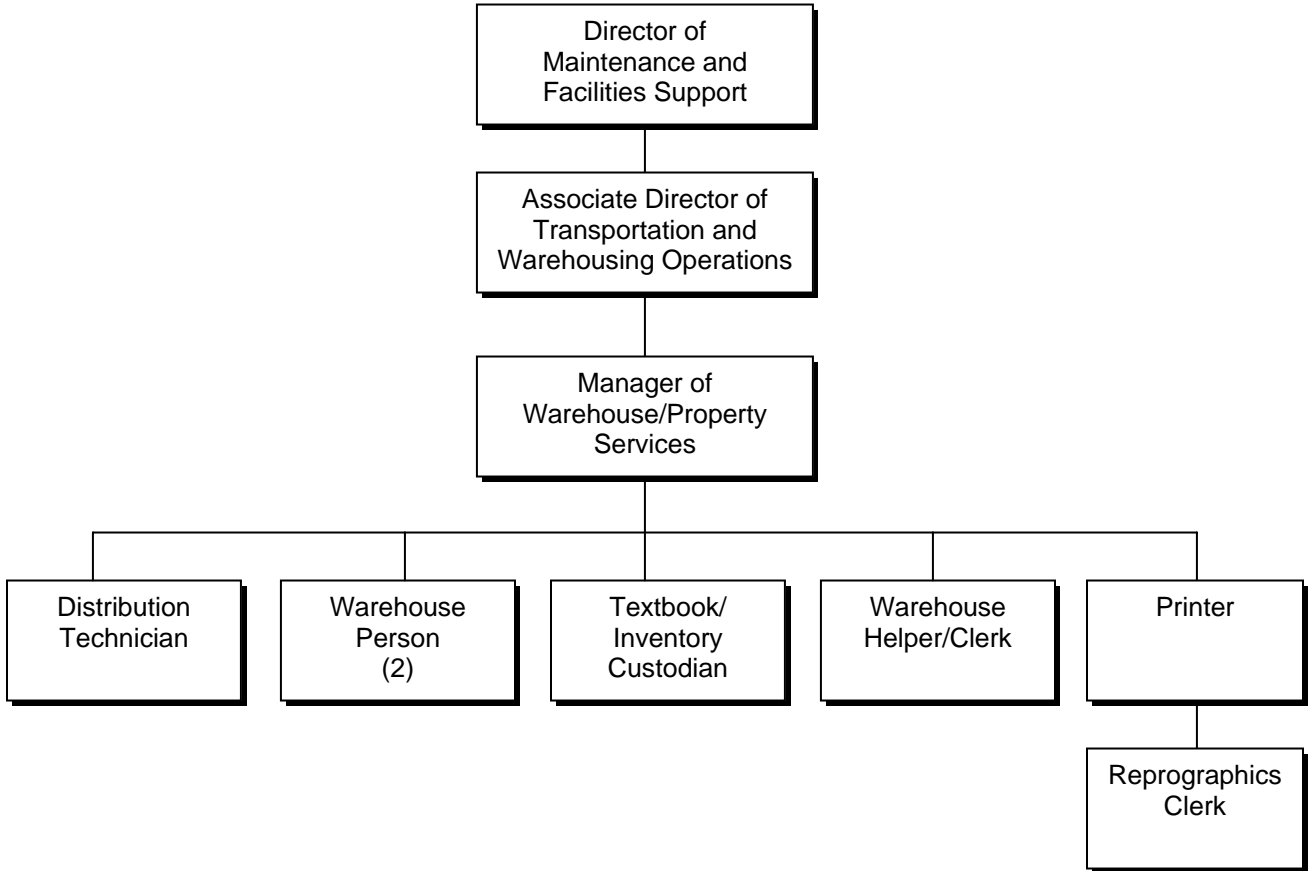 Director of
Maintenance and
Facilities Support
Associate Director of
Transportation and
Warehousing Operations
Manager of
Warehouse/Property
Services
Distribution
Technician
Warehouse
Person
(2)
Textbook/
Inventory
Custodian
Warehouse
Helper/Clerk
Printer
Reprographics
Clerk